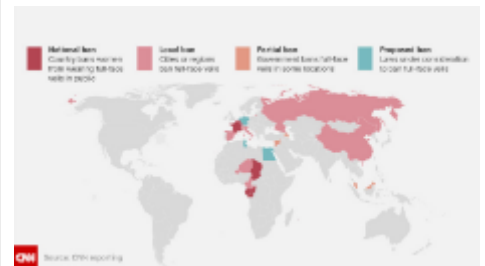 National ban
Country bans women
from wearing full-face
veils in public
Local ban
Cities or regions
ban full-face veils
Partial ban
Government bans full-face
veils in some locations
Proposed ban
Laws under consideration
to ban full-face veils
CNN
Source: CNN reporting